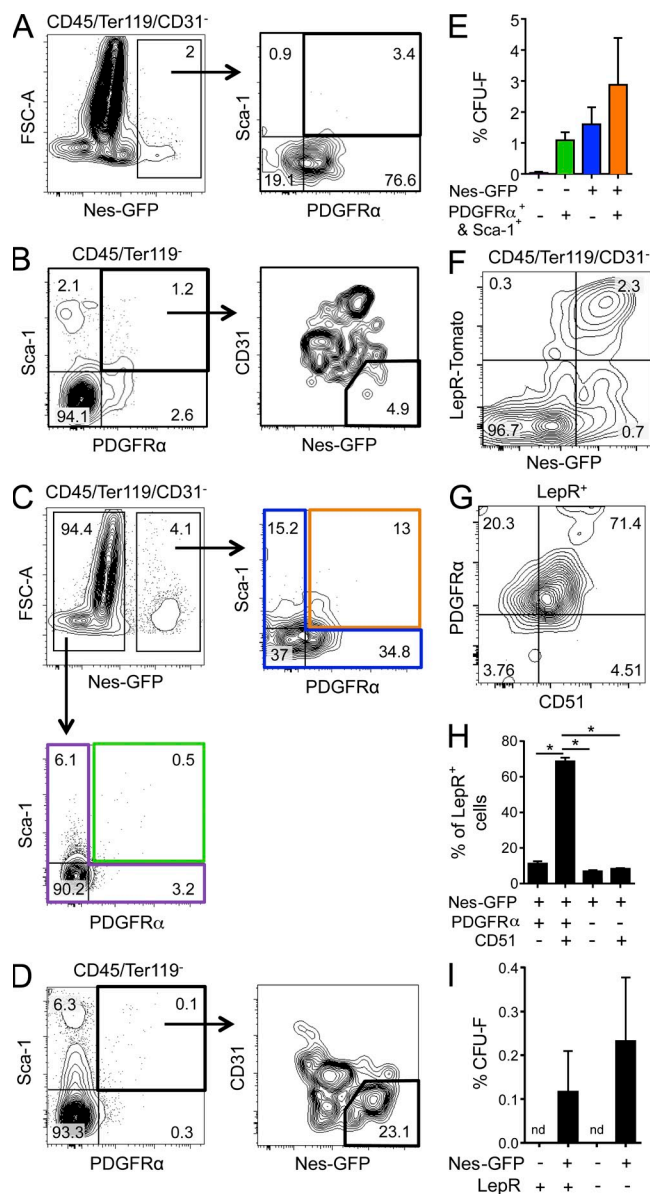 A
CD45/Ter119/CD31-
FSC-A
2
Nes-GFP
Sca-1
0.9
3.4
19.1
76.6
PDGFRα
B
CD45/Ter119-
Sca-1
2.1
1.2
94.1
2.6
PDGFRα
CD31
4.9
Nes-GFP
C
CD45/Ter119/CD31-
FSC-A
94.4
4.1
Nes-GFP
Sca-1
15.2
13
37
34.8
PDGFRα
Sca-1
6.1
0.5
90.2
3.2
PDGFRα
D
CD45/Ter119-
Sca-1
6.3
0.1
93.3
0.3
PDGFRα
CD31
23.1
Nes-GFP
E
% CFU-F
5
4
3
2
1
0
Nes-GFP - - + +
PDGFRα+ & Sca-1+ - + - +
F
CD45/Ter119/CD31-
LepR-Tomato
0.3
2.3
96.7
0.7
Nes-GFP
G
LepR+
PDGFRα
20.3
71.4
3.76
4.51
CD51
H
% of LepR+ cells
80
60
40
20
0
* * *
Nes-GFP + + + +
PDGFRα + + - -
CD51 - + - +
I
% CFU-F
0.4
0.3
0.2
0.1
0.0
nd
nd
Nes-GFP - + - +
LepR + + - -